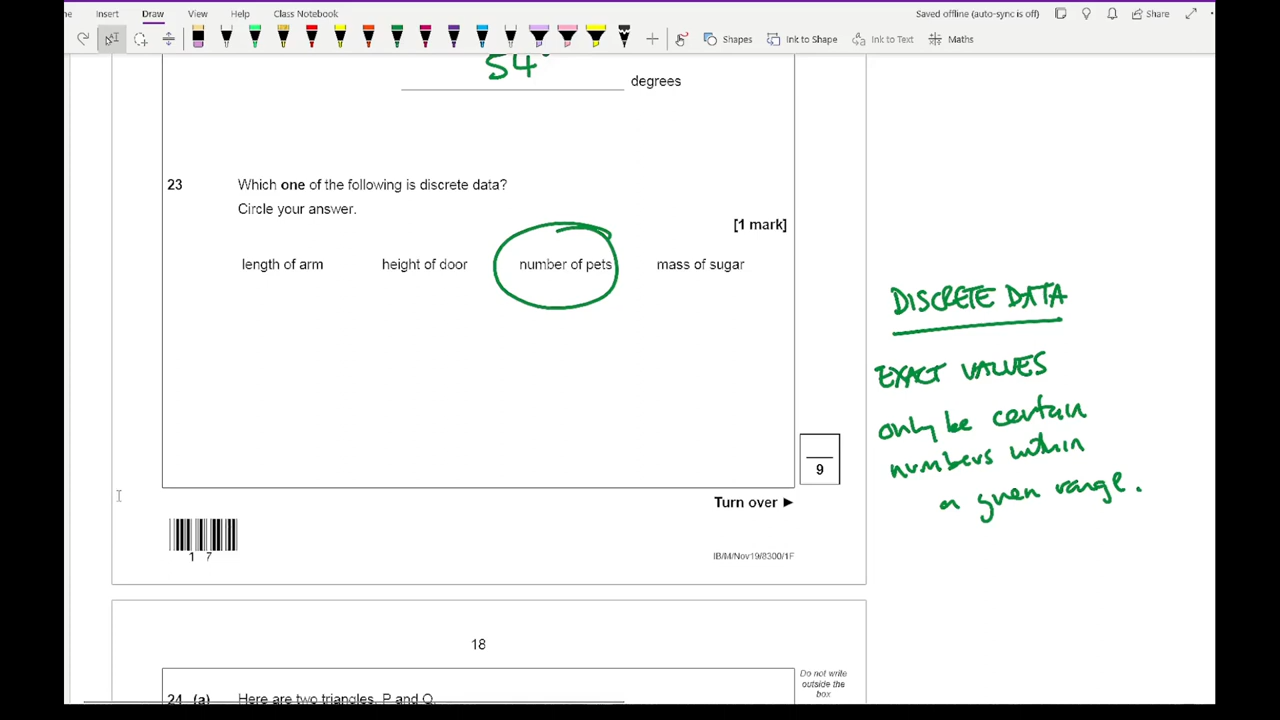 Insert Draw View Help Class Notebook Saved offline (auto-sync is off) Share
Shapes Ink to Shape Ink to Text Maths
54° degrees
23 Which one of the following is discrete data?
Circle your answer.
[1 mark]
length of arm height of door number of pets mass of sugar
DISCRETE DATA
EXACT VALUES
only be certain
numbers within
a given range.
9
Turn over ►
1 7
IB/M/Nov19/8300/1F
18
Do not write
outside the
box
24 (a) Here are two triangles, P and Q.